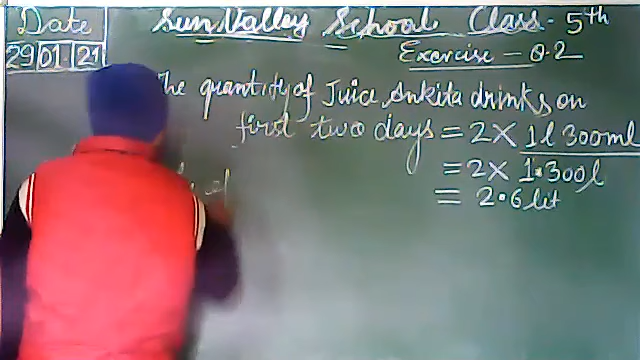 Date
29 01 21
Sun Valley School Class - 5th
Exercise - Q.2
The quantity of Juice Ankita drinks on
first two days = 2 × 1l 300ml
= 2 × 1.300l
= 2.6 lit